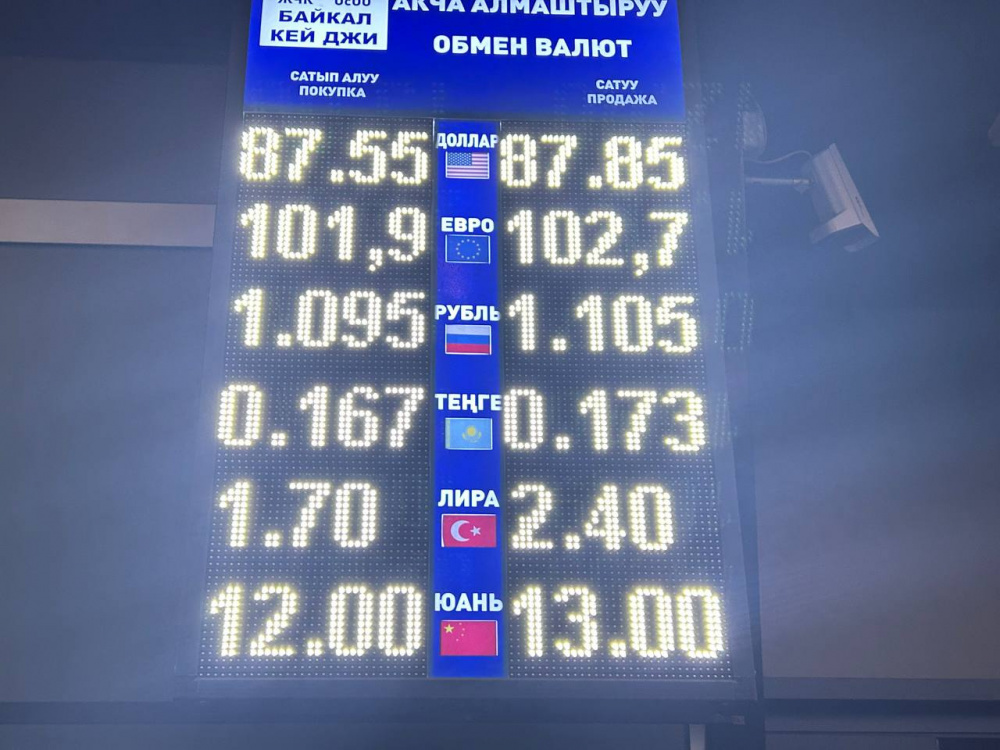 ЖЧК ОсОО
БАЙКАЛ
КЕЙ ДЖИ
АКЧА АЛМАШТЫРУУ
ОБМЕН ВАЛЮТ
САТЫП АЛУУ
ПОКУПКА
САТУУ
ПРОДАЖА
87.55 ДОЛЛАР 87.85
101,9 ЕВРО 102,7
1.095 РУБЛЬ 1.105
0.167 ТЕҢГЕ 0.173
1.70 ЛИРА 2.40
12.00 ЮАНЬ 13.00